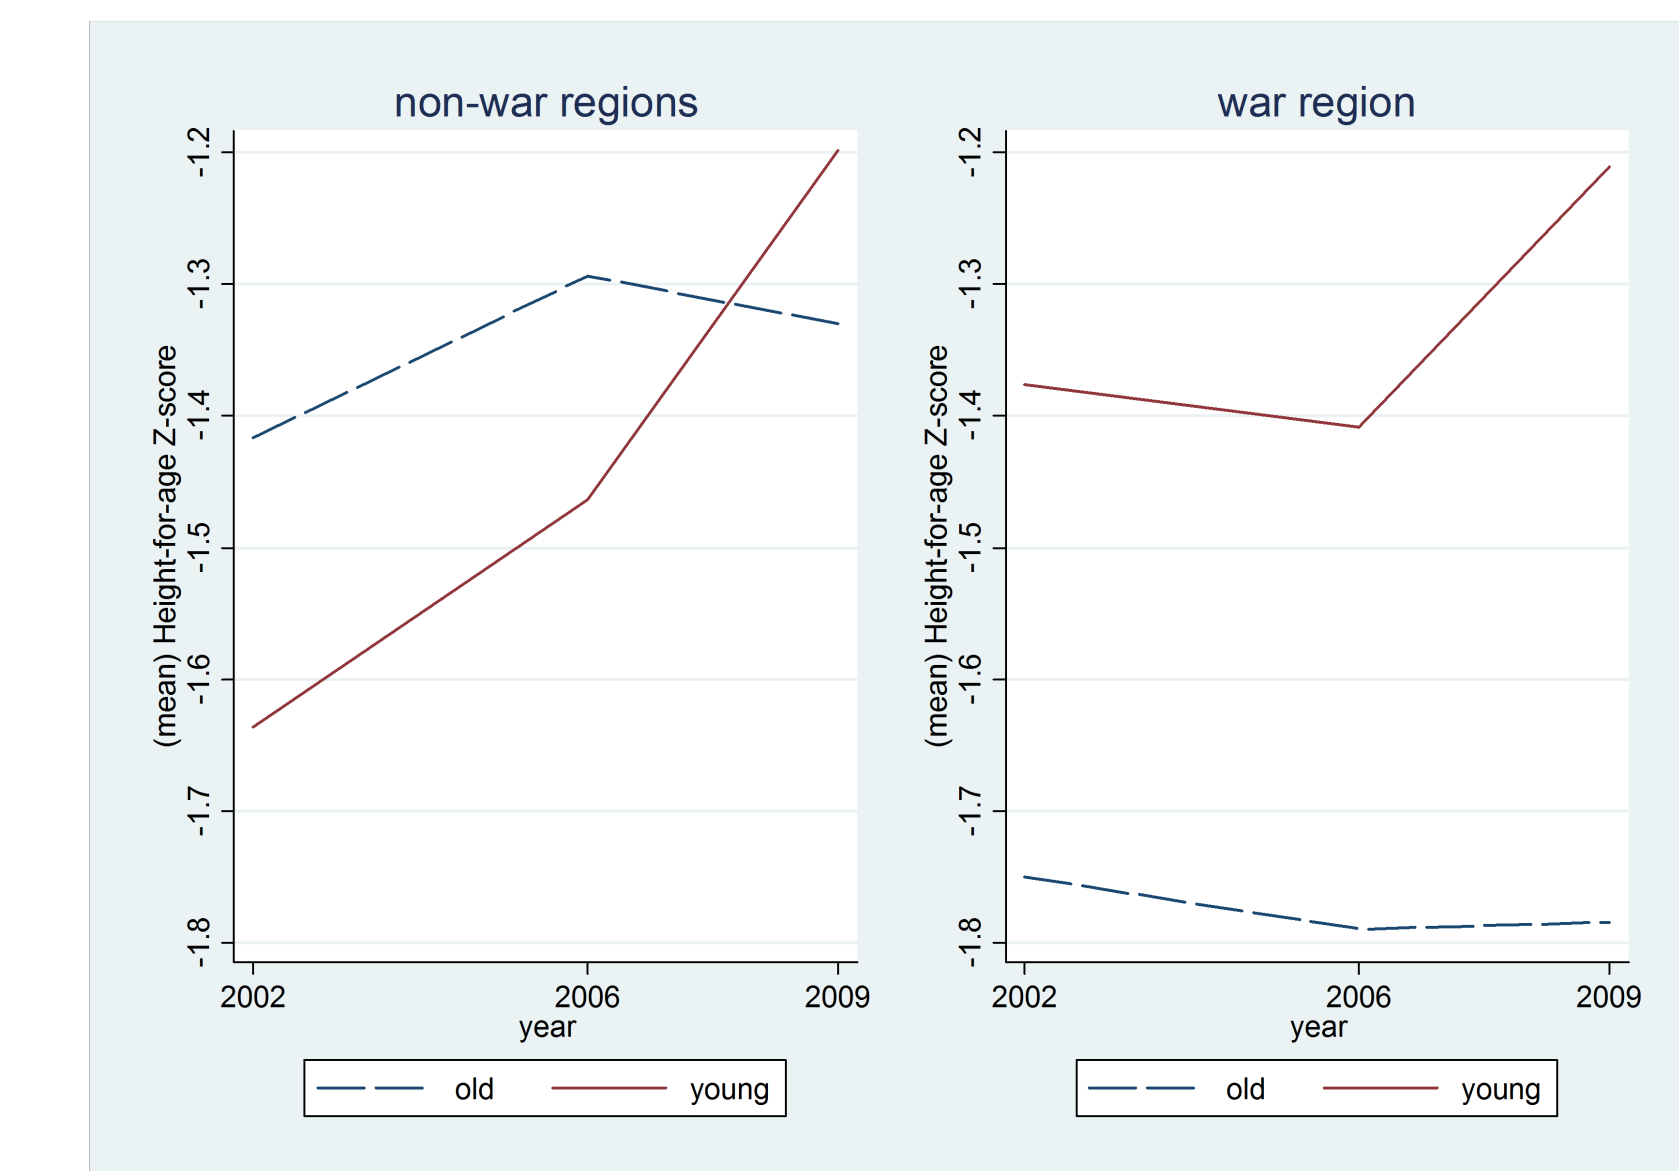 non-war regions
(mean) Height-for-age Z-score
-1.2
-1.3
-1.4
-1.5
-1.6
-1.7
-1.8
2002 2006 2009
year
old young
war region
(mean) Height-for-age Z-score
-1.2
-1.3
-1.4
-1.5
-1.6
-1.7
-1.8
2002 2006 2009
year
old young